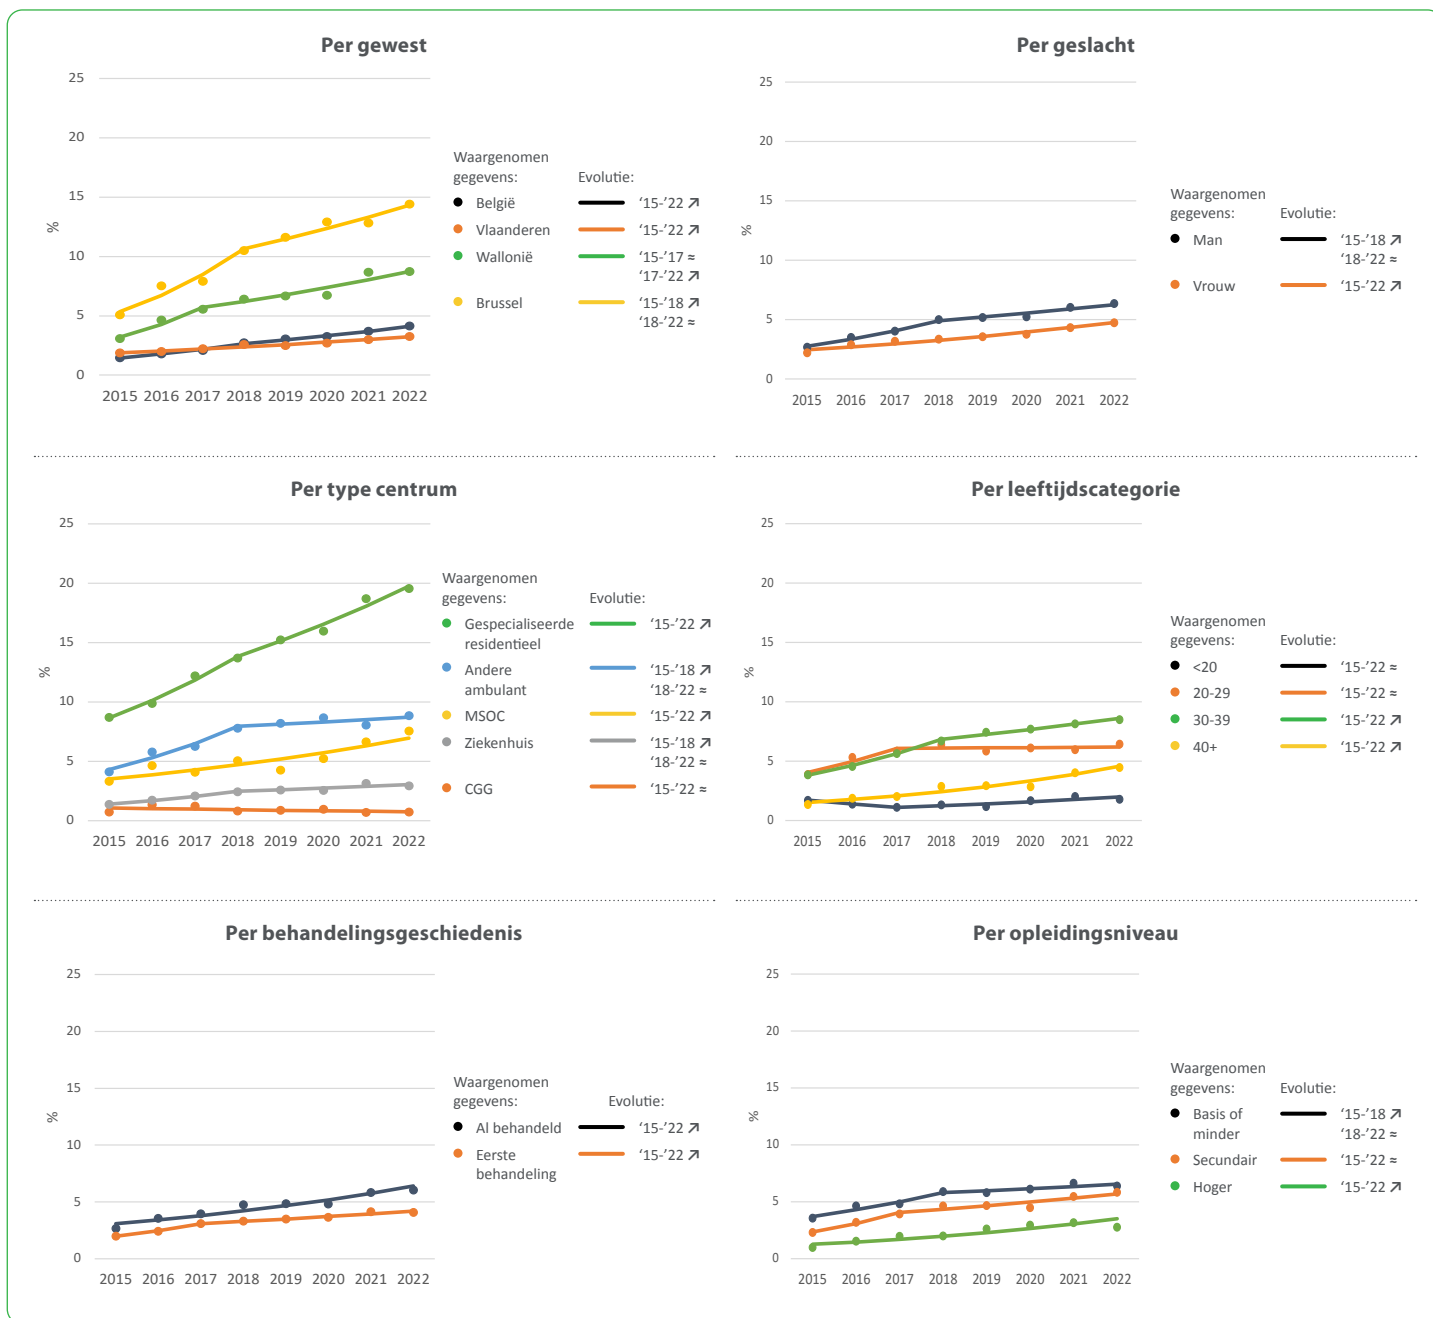 Per gewest
25
20
15
10
5
0
%
2015 2016 2017 2018 2019 2020 2021 2022
Waargenomen
gegevens: Evolutie:
België ‘15-’22 ↗
Vlaanderen ‘15-’22 ↗
Wallonië ‘15-’17 ≈
‘17-’22 ↗
Brussel ‘15-’18 ↗
‘18-’22 ≈
Per geslacht
25
20
15
10
5
0
%
2015 2016 2017 2018 2019 2020 2021 2022
Waargenomen
gegevens: Evolutie:
Man ‘15-’18 ↗
‘18-’22 ≈
Vrouw ‘15-’22 ↗
Per type centrum
25
20
15
10
5
0
%
2015 2016 2017 2018 2019 2020 2021 2022
Waargenomen
gegevens: Evolutie:
Gespecialiseerde ‘15-’22 ↗
residentieel
Andere ‘15-’18 ↗
ambulant ‘18-’22 ≈
MSOC ‘15-’22 ↗
Ziekenhuis ‘15-’18 ↗
‘18-’22 ≈
CGG ‘15-’22 ≈
Per leeftijdscategorie
25
20
15
10
5
0
%
2015 2016 2017 2018 2019 2020 2021 2022
Waargenomen
gegevens: Evolutie:
<20 ‘15-’22 ≈
20-29 ‘15-’22 ≈
30-39 ‘15-’22 ↗
40+ ‘15-’22 ↗
Per behandelingsgeschiedenis
25
20
15
10
5
0
%
2015 2016 2017 2018 2019 2020 2021 2022
Waargenomen
gegevens: Evolutie:
Al behandeld ‘15-’22 ↗
Eerste ‘15-’22 ↗
behandeling
Per opleidingsniveau
25
20
15
10
5
0
%
2015 2016 2017 2018 2019 2020 2021 2022
Waargenomen
gegevens: Evolutie:
Basis of ‘15-’18 ↗
minder ‘18-’22 ≈
Secundair ‘15-’22 ≈
Hoger ‘15-’22 ↗